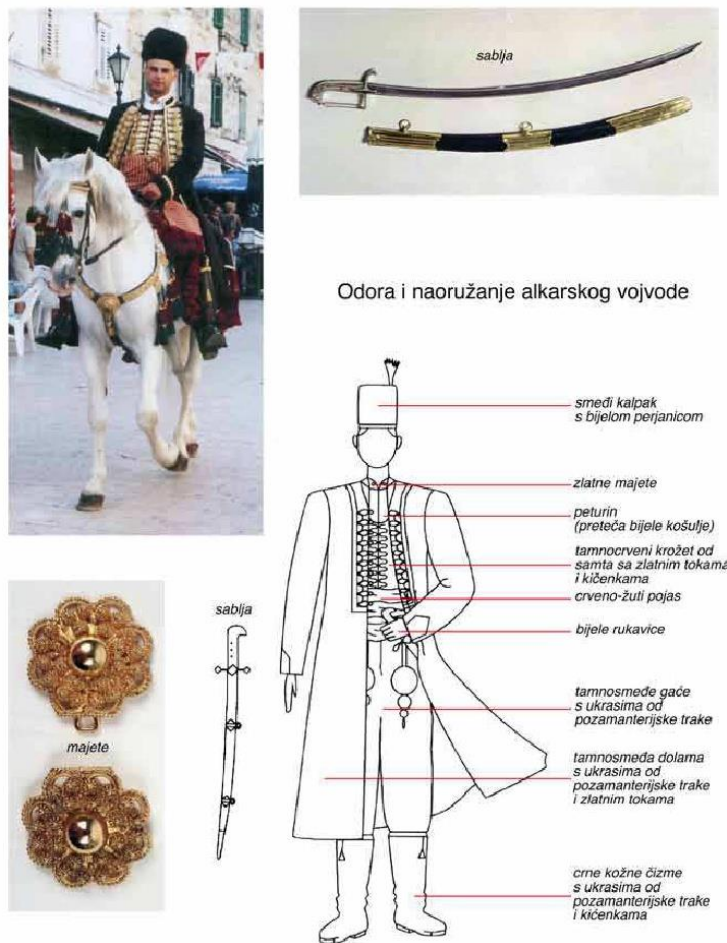 sablja
Odora i naoružanje alkarskog vojvode
smeđi kalpak
s bijelom perjanicom
zlatne majete
peturin
(preteča bijele košulje)
tamnocrveni krožet od
samta sa zlatnim tokama
i kičenkama
crveno-žuti pojas
sablja
bijele rukavice
tamnosmeđe gaće
s ukrasima od
pozamanterijske trake
majete
tamnosmeđa dolama
s ukrasima od
pozamanterijske trake
i zlatnim tokama
crne kožne čizme
s ukrasima od
pozamanterijske trake
i kićenkama